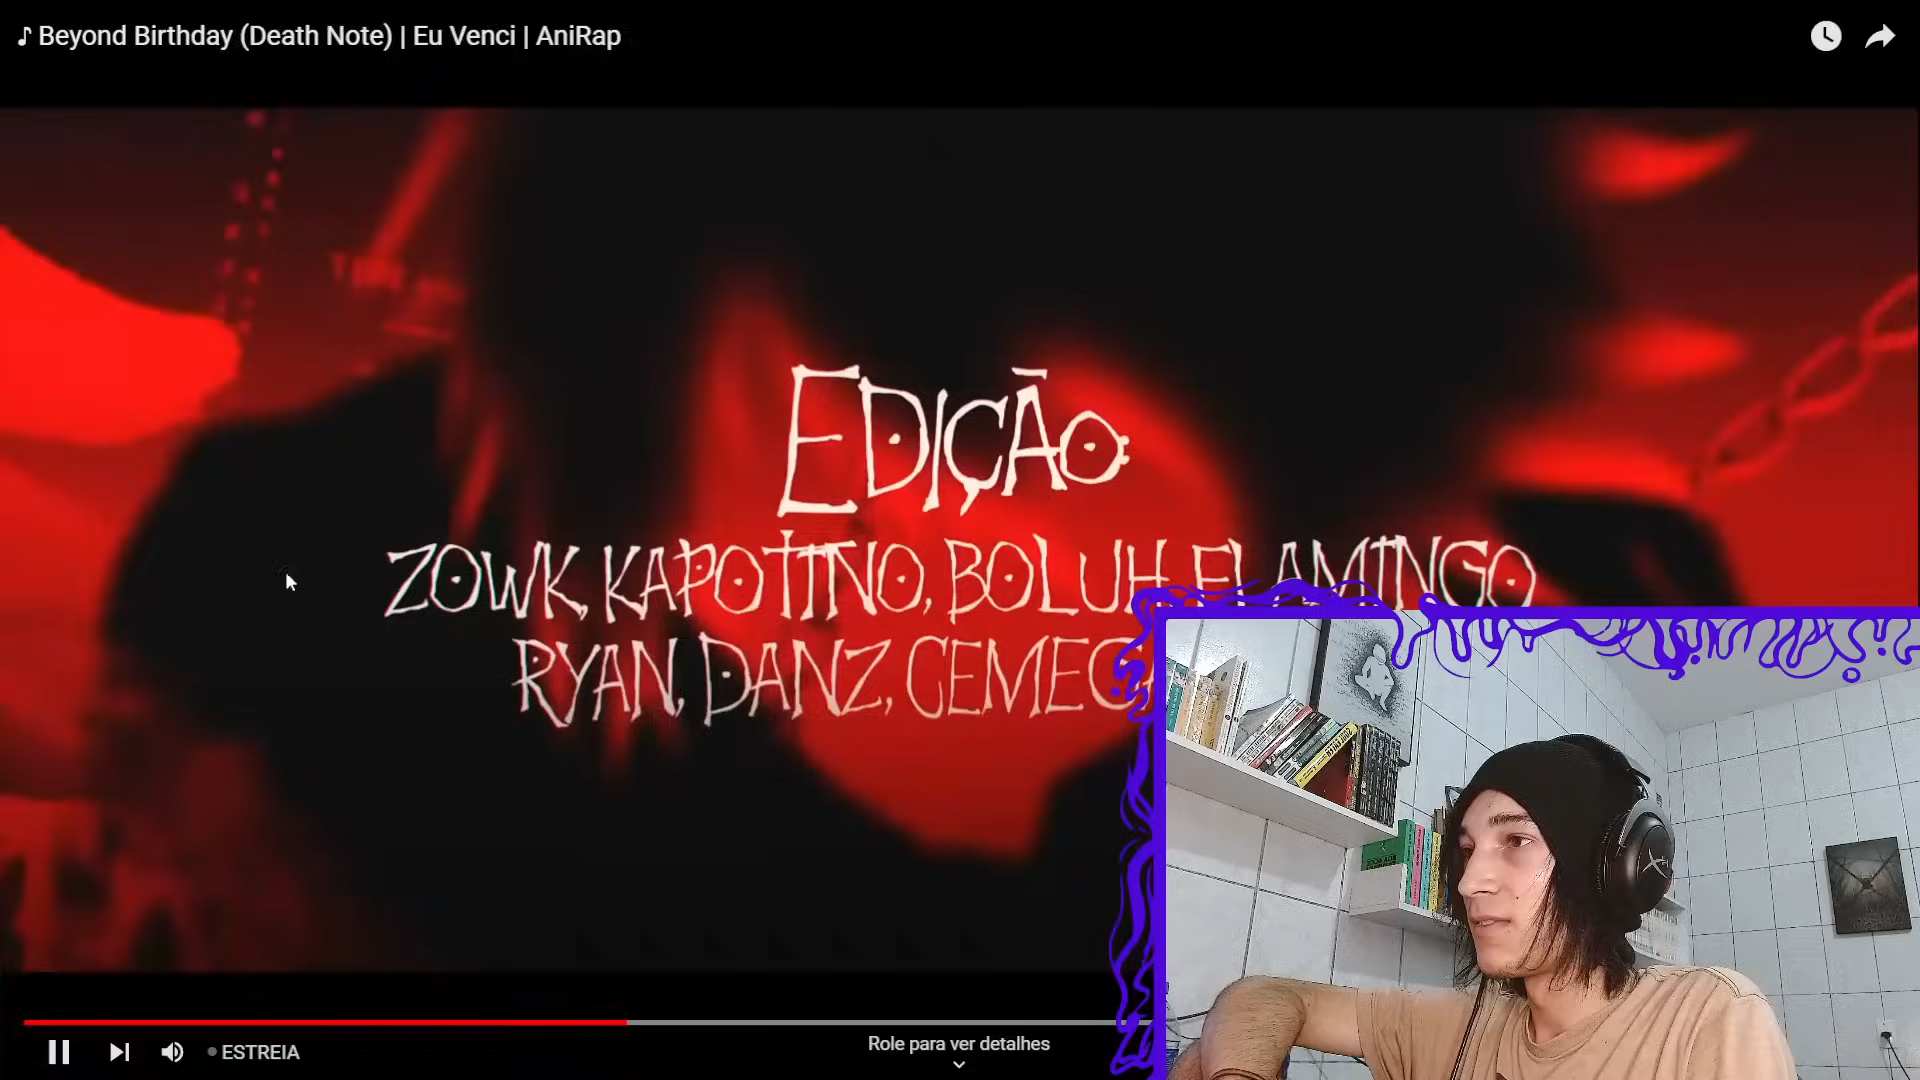 ♪ Beyond Birthday (Death Note) | Eu Venci | AniRap
EDIÇÃO
ZOWK, KAPOTINO, BOLUH, FLAMINGO
RYAN, DANZ, CEMEC
ESTREIA
Role para ver detalhes